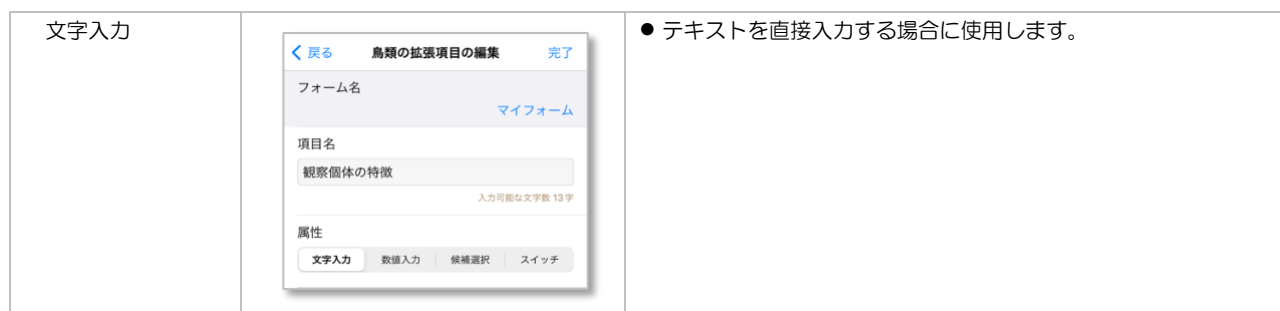 文字入力
戻る 鳥類の拡張項目の編集 完了
フォーム名
マイフォーム
項目名
観察個体の特徴
入力可能な文字数 13字
属性
文字入力 数値入力 候補選択 スイッチ
● テキストを直接入力する場合に使用します。